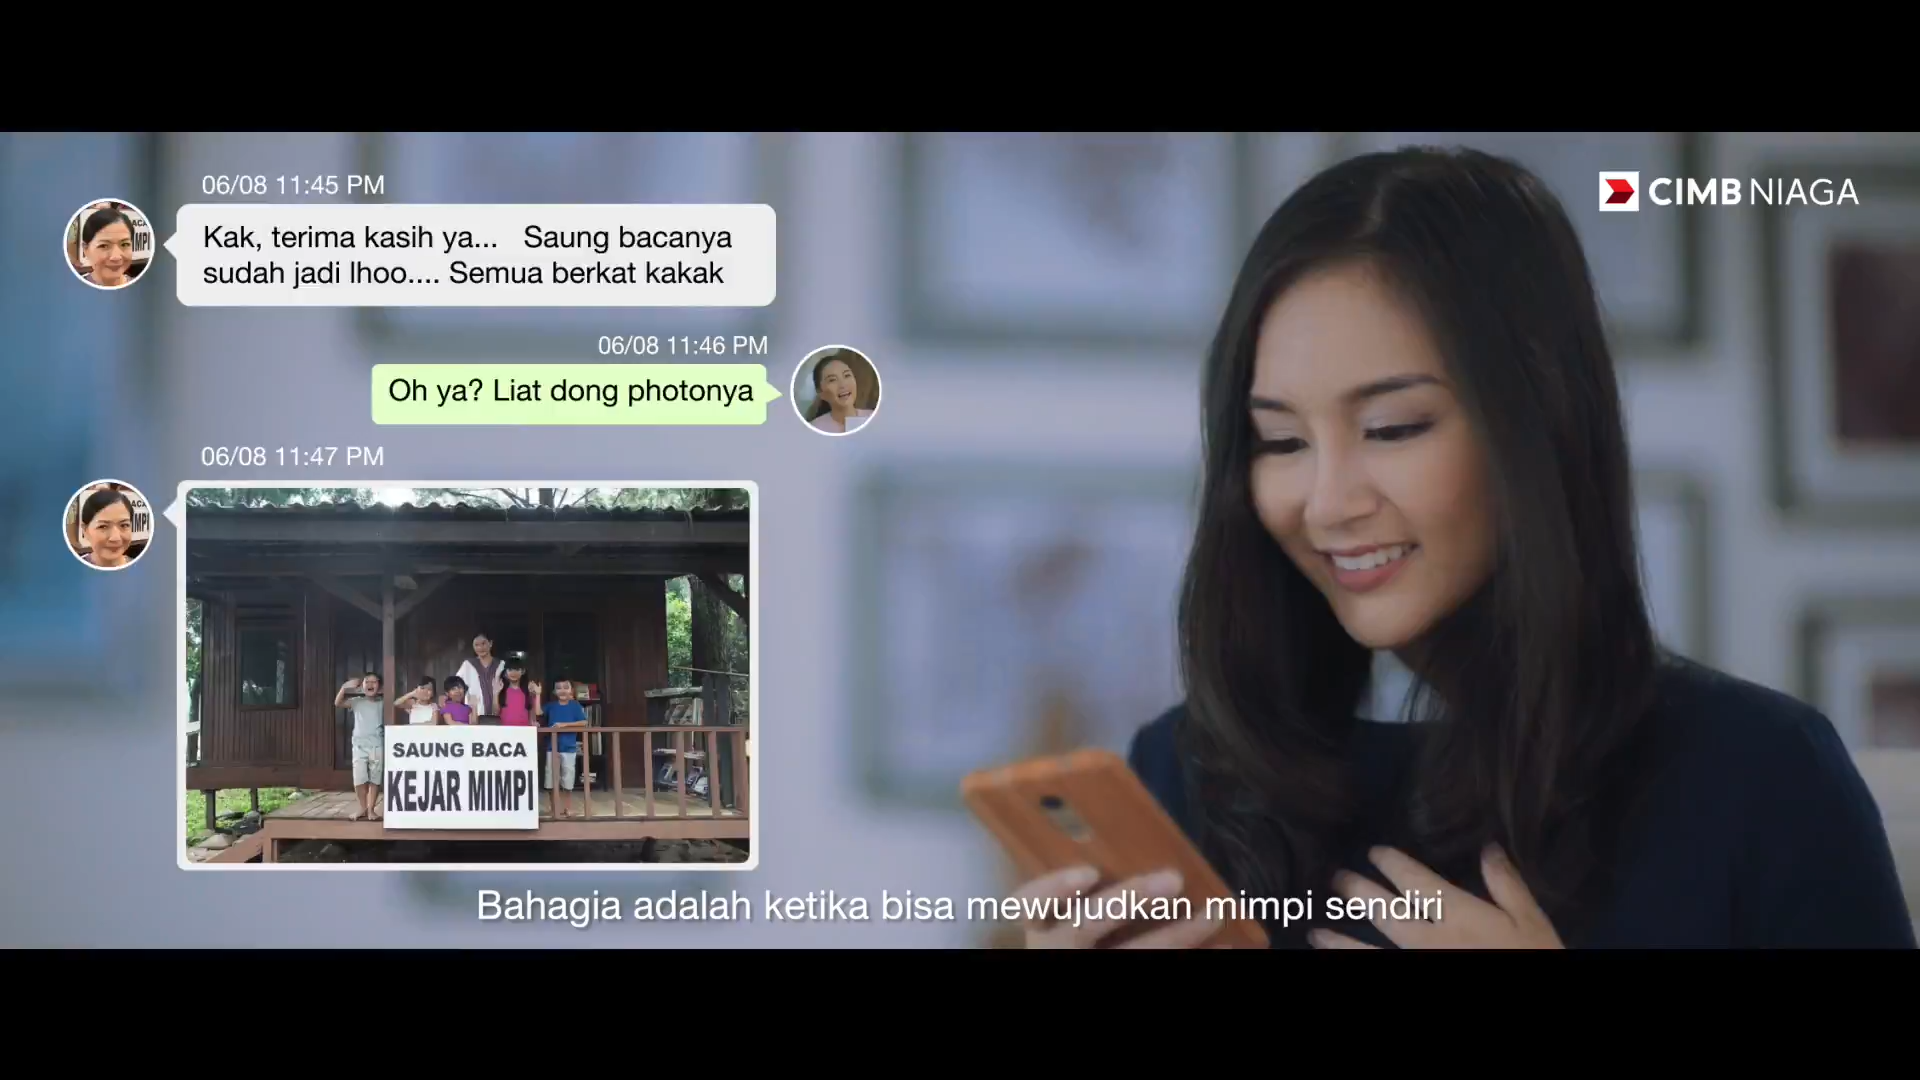 CIMB NIAGA
06/08 11:45 PM
Kak, terima kasih ya... Saung bacanya
sudah jadi lhoo.... Semua berkat kakak
06/08 11:46 PM
Oh ya? Liat dong photonya
06/08 11:47 PM
SAUNG BACA
KEJAR MIMPI
Bahagia adalah ketika bisa mewujudkan mimpi sendiri